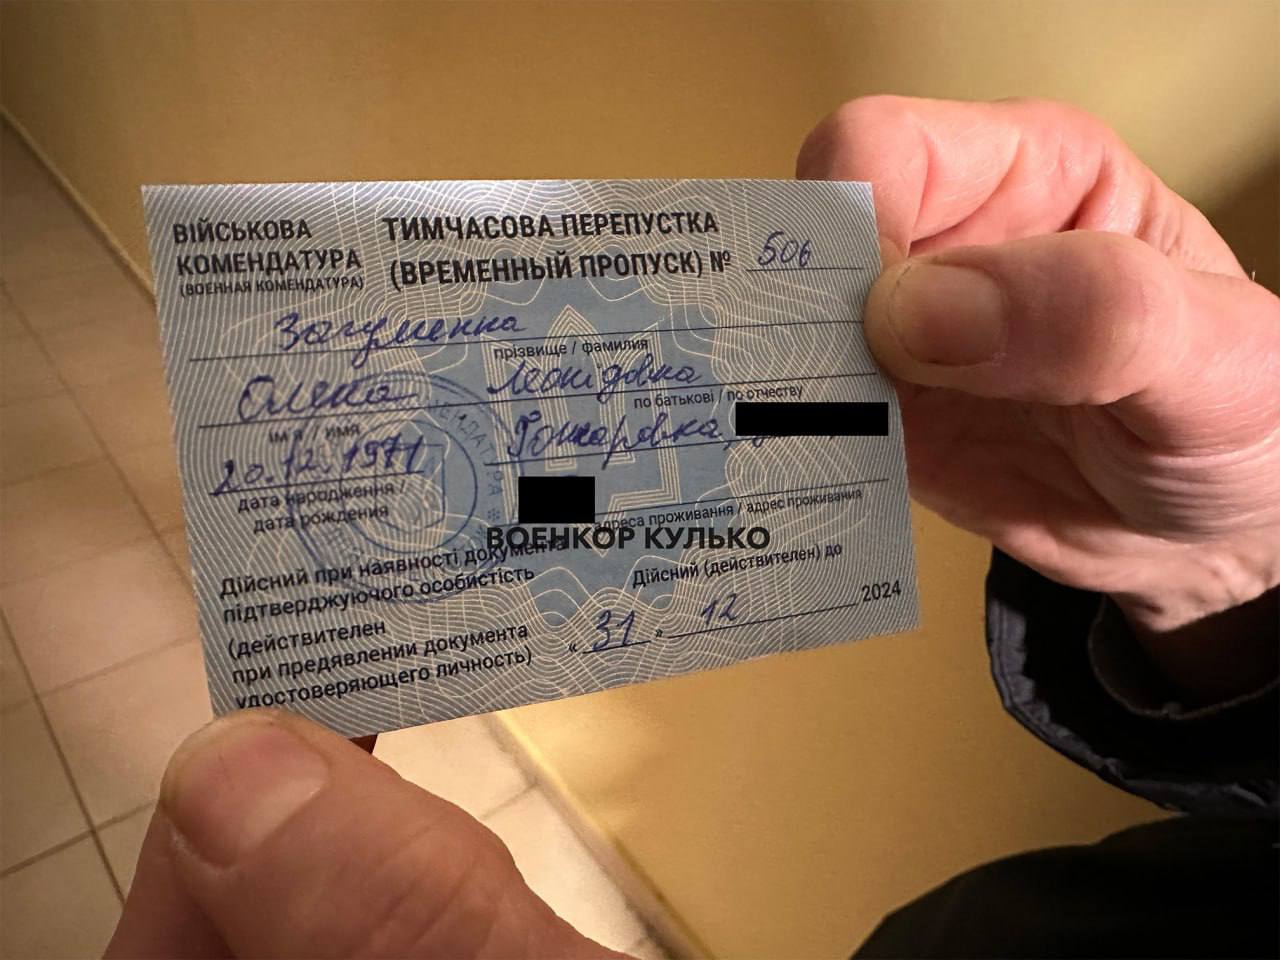 ВІЙСЬКОВА
КОМЕНДАТУРА
(ВОЕННАЯ КОМЕНДАТУРА)
ТИМЧАСОВА ПЕРЕПУСТКА
(ВРЕМЕННЫЙ ПРОПУСК) № 506
Загуменна
прізвище / фамилия
Олена Леонідовна
ім'я / имя
по батькові / по отчеству
20.12.1971 Гончаровка,
дата народження /
дата рождения
адреса проживання / адрес проживания
ВОЕНКОР КУЛЬКО
Дійсний при наявності документа
підтверджуючого особистість
(действителен
при предявлении документа
удостоверяющего личность)
Дійсний (действителен) до
« 31 » 12 2024